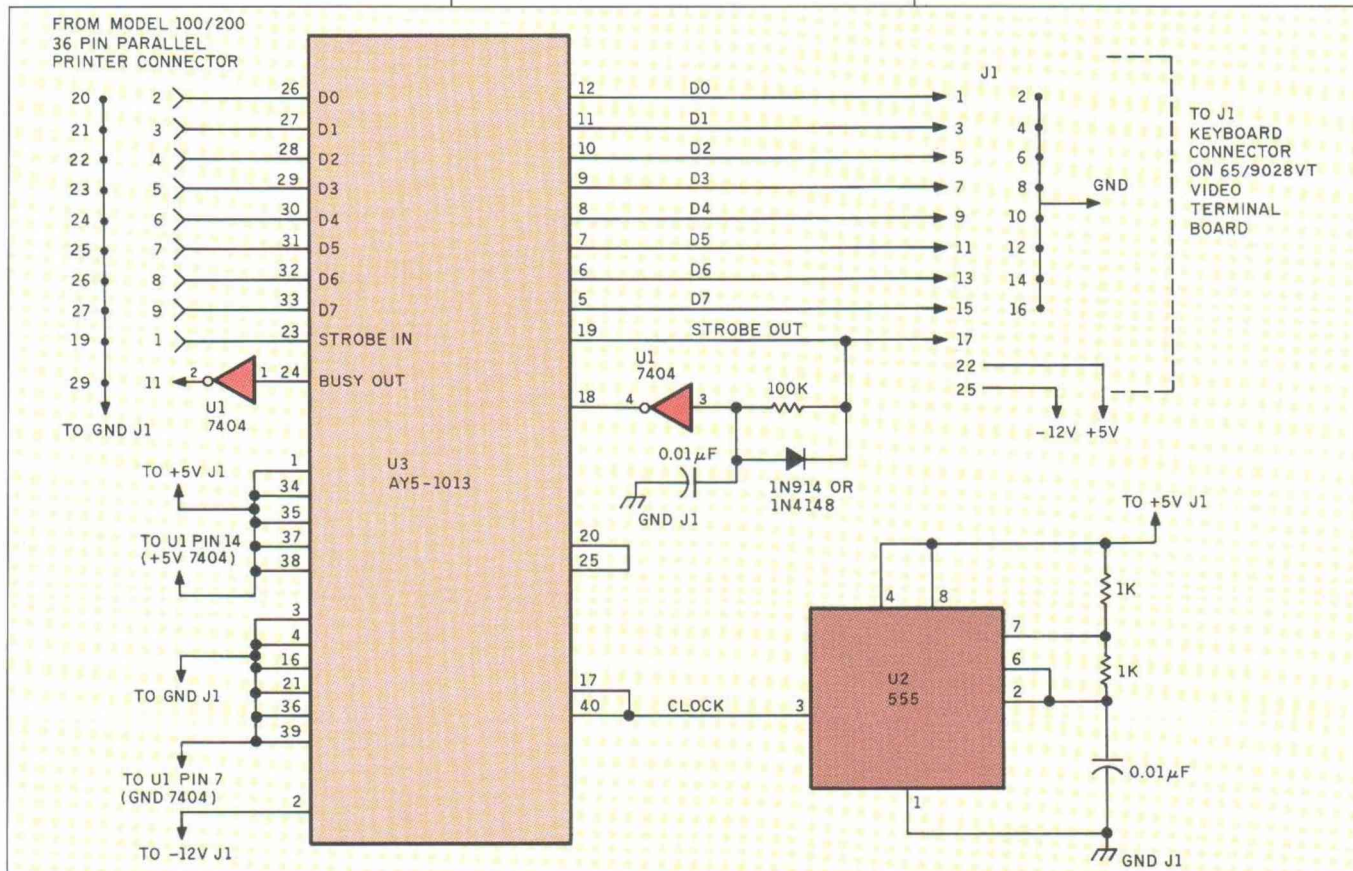 FROM MODEL 100/200
36 PIN PARALLEL
PRINTER CONNECTOR
20 2 26 D0
21 3 27 D1
22 4 28 D2
23 5 29 D3
24 6 30 D4
25 7 31 D5
26 8 32 D6
27 9 33 D7
19 1 23 STROBE IN
29 11 2 1 24 BUSY OUT
U1
7404
TO GND J1
TO +5V J1
1
34
35
37
38
TO U1 PIN 14
(+5V 7404)
3
4
16
21
36
39
TO GND J1
TO U1 PIN 7
(GND 7404)
2
TO -12V J1
U3
AY5-1013
J1
12 D0 1 2
11 D1 3 4
10 D2 5 6
9 D3 7 8
8 D4 9 10
7 D5 11 12
6 D6 13 14
5 D7 15 16
19 STROBE OUT 17
GND
22
25
-12V +5V
TO J1
KEYBOARD
CONNECTOR
ON 65/9028VT
VIDEO
TERMINAL
BOARD
U1
7404
18 4 3
100K
0.01µF
GND J1
1N914 OR
1N4148
20
25
17
40 CLOCK 3
TO +5V J1
4 8
7
6
2
1
U2
555
1K
1K
0.01µF
GND J1